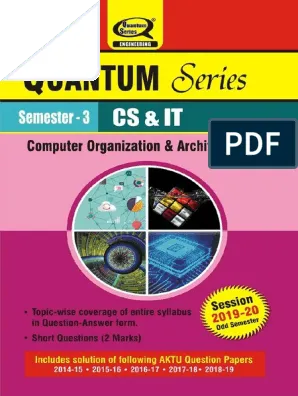 Quantum
Series
ENGINEERING
QUANTUM Series
Semester - 3 CS & IT
Computer Organization & Archi
PDF
• Topic-wise coverage of entire syllabus
in Question-Answer form.
• Short Questions (2 Marks)
Session
2019-20
Odd Semester
Includes solution of following AKTU Question Papers
2014-15 • 2015-16 • 2016-17 • 2017-18 • 2018-19